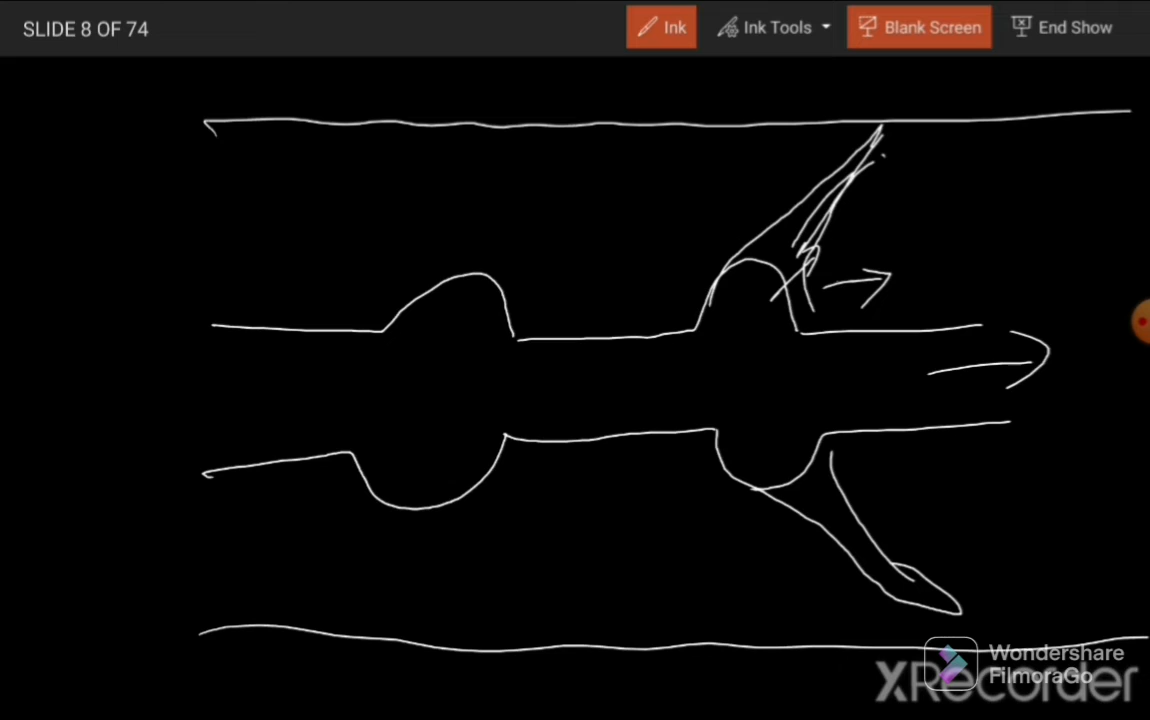 SLIDE 8 OF 74 Ink Ink Tools Blank Screen End Show
Wondershare
FilmoraGo
XRecorder